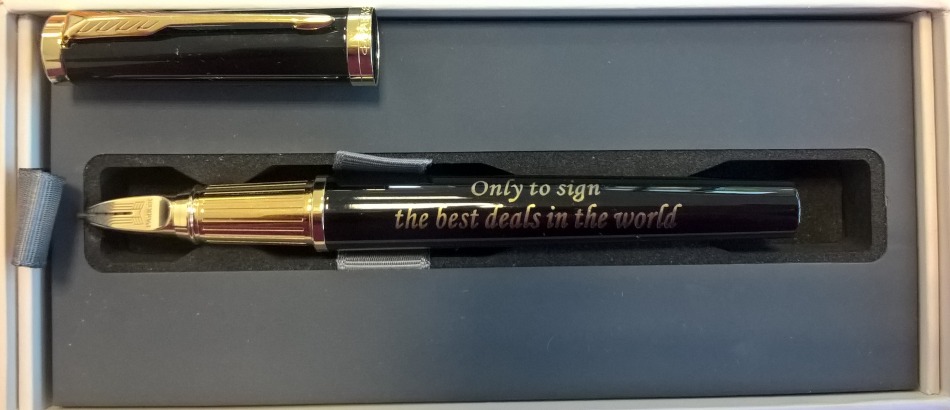 Only to sign
the best deals in the world